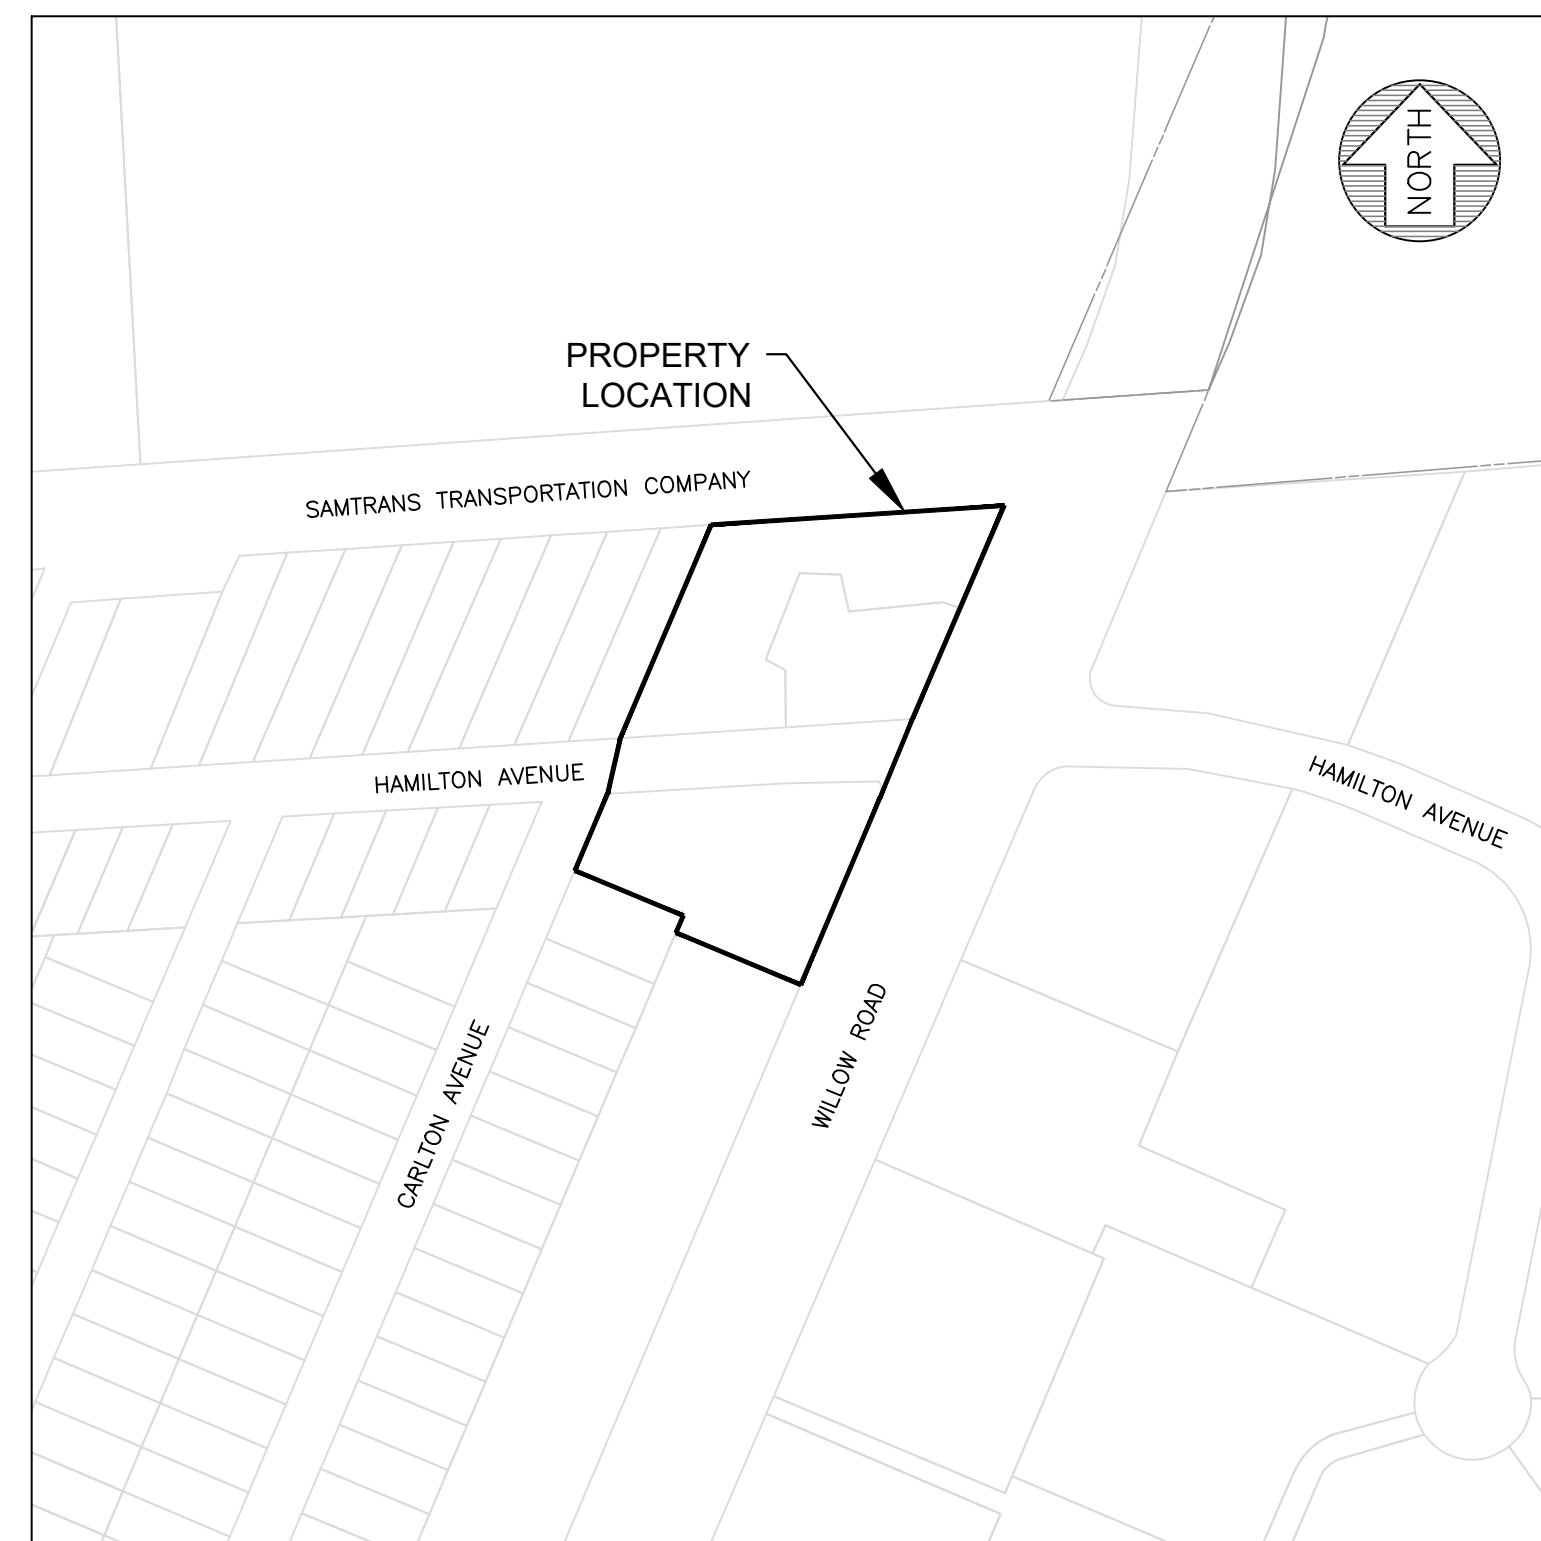 NORTH
PROPERTY
LOCATION
SAMTRANS TRANSPORTATION COMPANY
HAMILTON AVENUE
HAMILTON AVENUE
WILLOW ROAD
CARLTON AVENUE